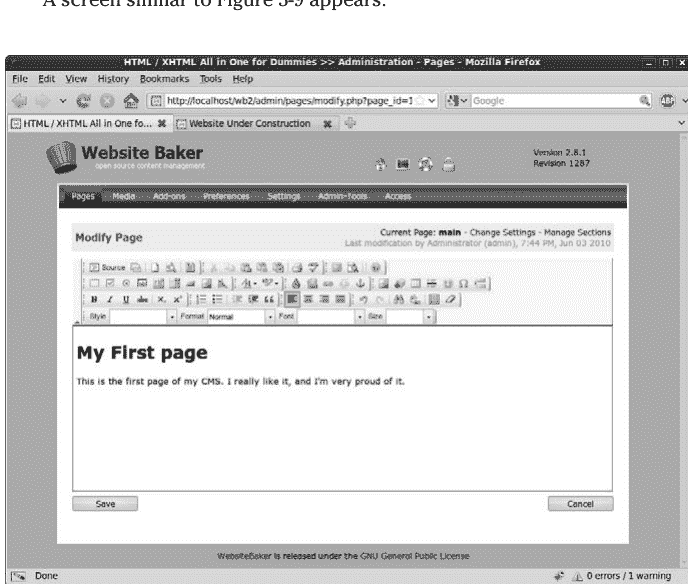 A screen similar to Figure 3-9 appears.
HTML / XHTML All in One for Dummies >> Administration - Pages - Mozilla Firefox
File Edit View History Bookmarks Tools Help
http://localhost/wb2/admin/pages/modify.php?page_id=1
Google
ABP
HTML / XHTML All in One fo... Website Under Construction
Website Baker
open source content management
Version 2.8.1
Revision 1287
Pages Media Add-ons Preferences Settings Admin-Tools Access
Modify Page
Current Page: main - Change Settings - Manage Sections
Last modification by Administrator (admin), 7:44 PM, Jun 03 2010
Source
B I U abc X, X'
Style Format Normal Font Size
My First page
This is the first page of my CMS. I really like it, and I'm very proud of it.
Save Cancel
WebsiteBaker is released under the GNU General Public License
Done
0 errors / 1 warning